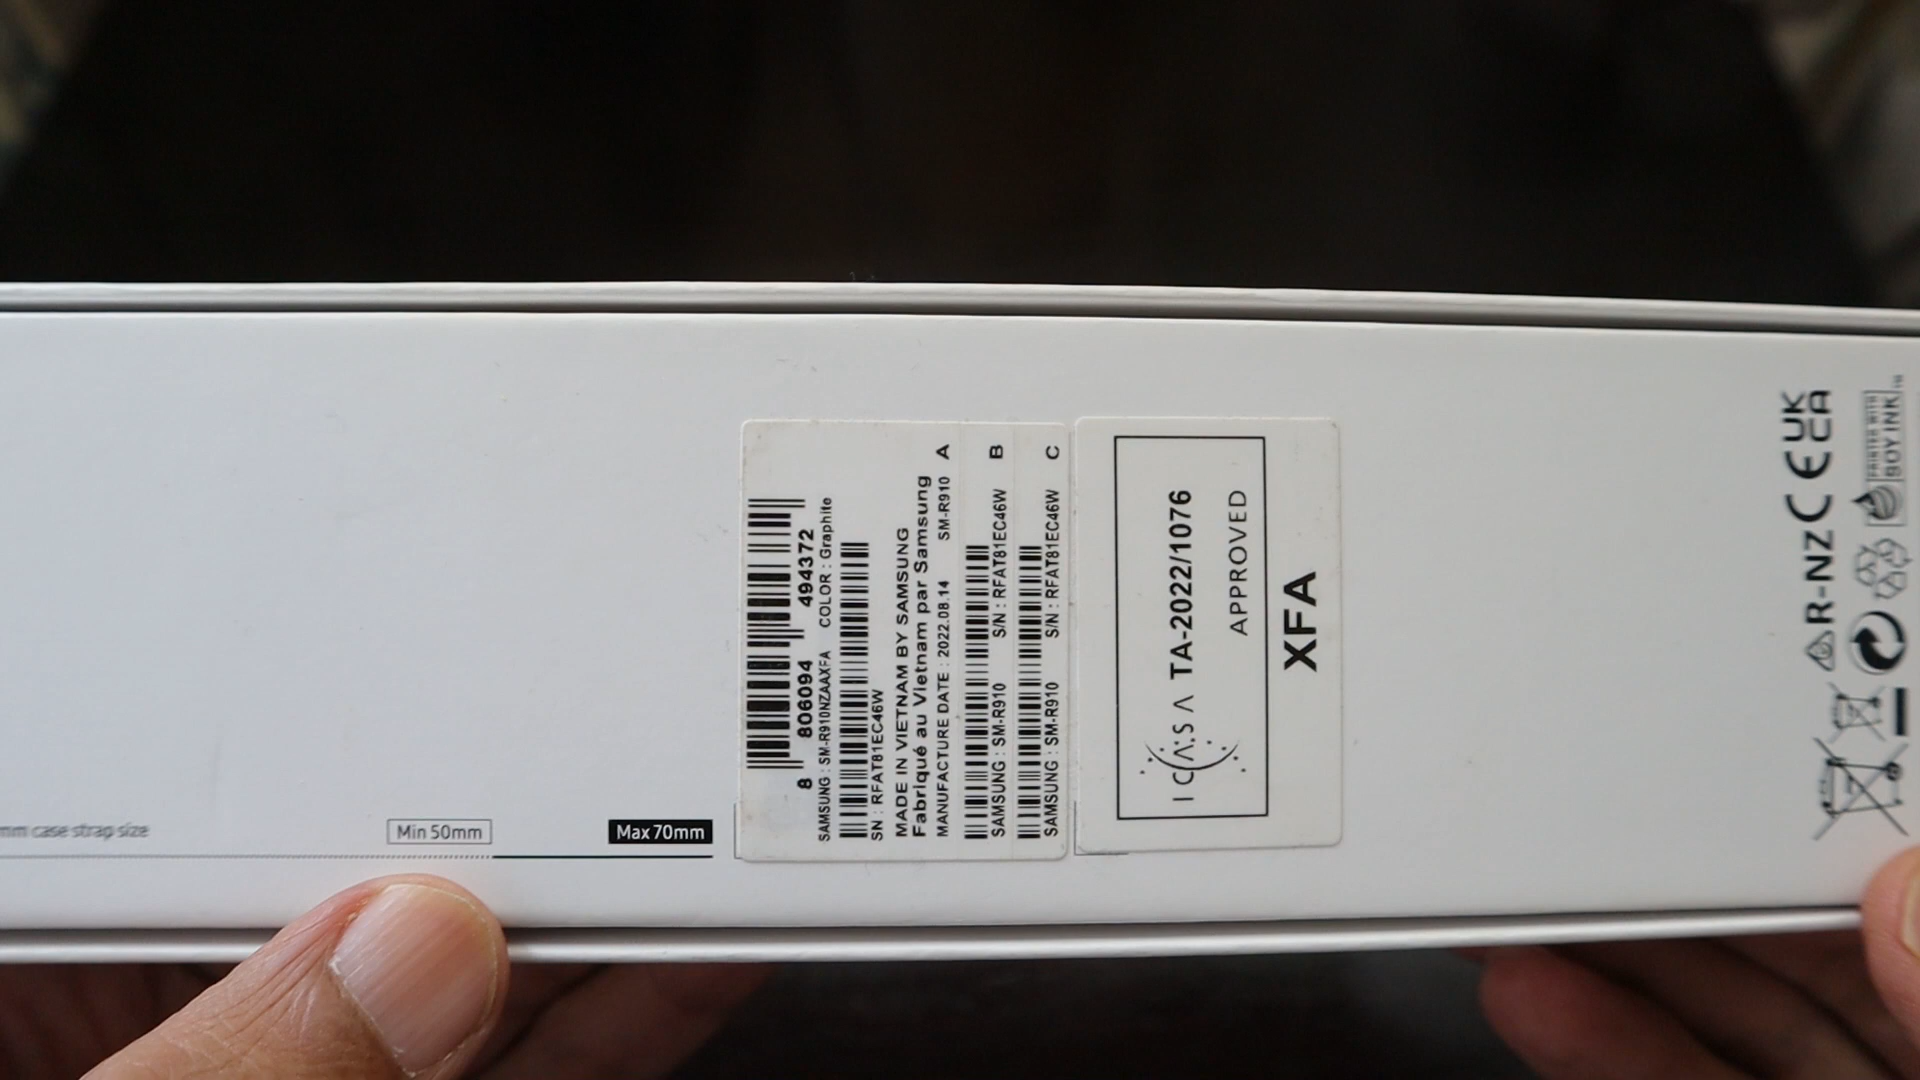 mm case strap size
Min 50mm
Max 70mm
8 806094 494372
SAMSUNG : SM-R910NZAAXFA COLOR : Graphite
SN : RFAT81EC46W
MADE IN VIETNAM BY SAMSUNG
Fabriqué au Vietnam par Samsung
MANUFACTURE DATE : 2022.08.14 SM-R910 A
SAMSUNG : SM-R910 S/N : RFAT81EC46W B
SAMSUNG : SM-R910 S/N : RFAT81EC46W C
ICASA TA-2022/1076
APPROVED
XFA
R-NZ CE UK
CA
PRINTED WITH
SOY INK